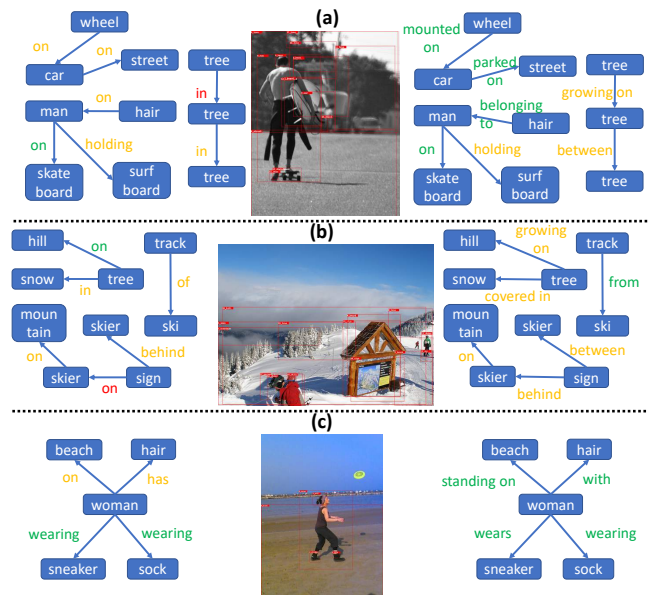 (a)
wheel
on
on
car
street
tree
on
in
man
hair
tree
on
holding
in
skate
board
surf
board
tree
wheel
mounted
on
parked
on
car
street
tree
belonging
to
growing on
man
hair
tree
on
holding
between
skate
board
surf
board
tree
(b)
hill
on
track
snow
in
tree
of
moun
tain
skier
ski
on
behind
skier
on
sign
hill
growing
on
track
snow
tree
from
covered in
moun
tain
skier
ski
on
between
skier
sign
behind
(c)
beach
hair
on
has
woman
wearing
wearing
sneaker
sock
beach
hair
standing on
with
woman
wears
wearing
sneaker
sock